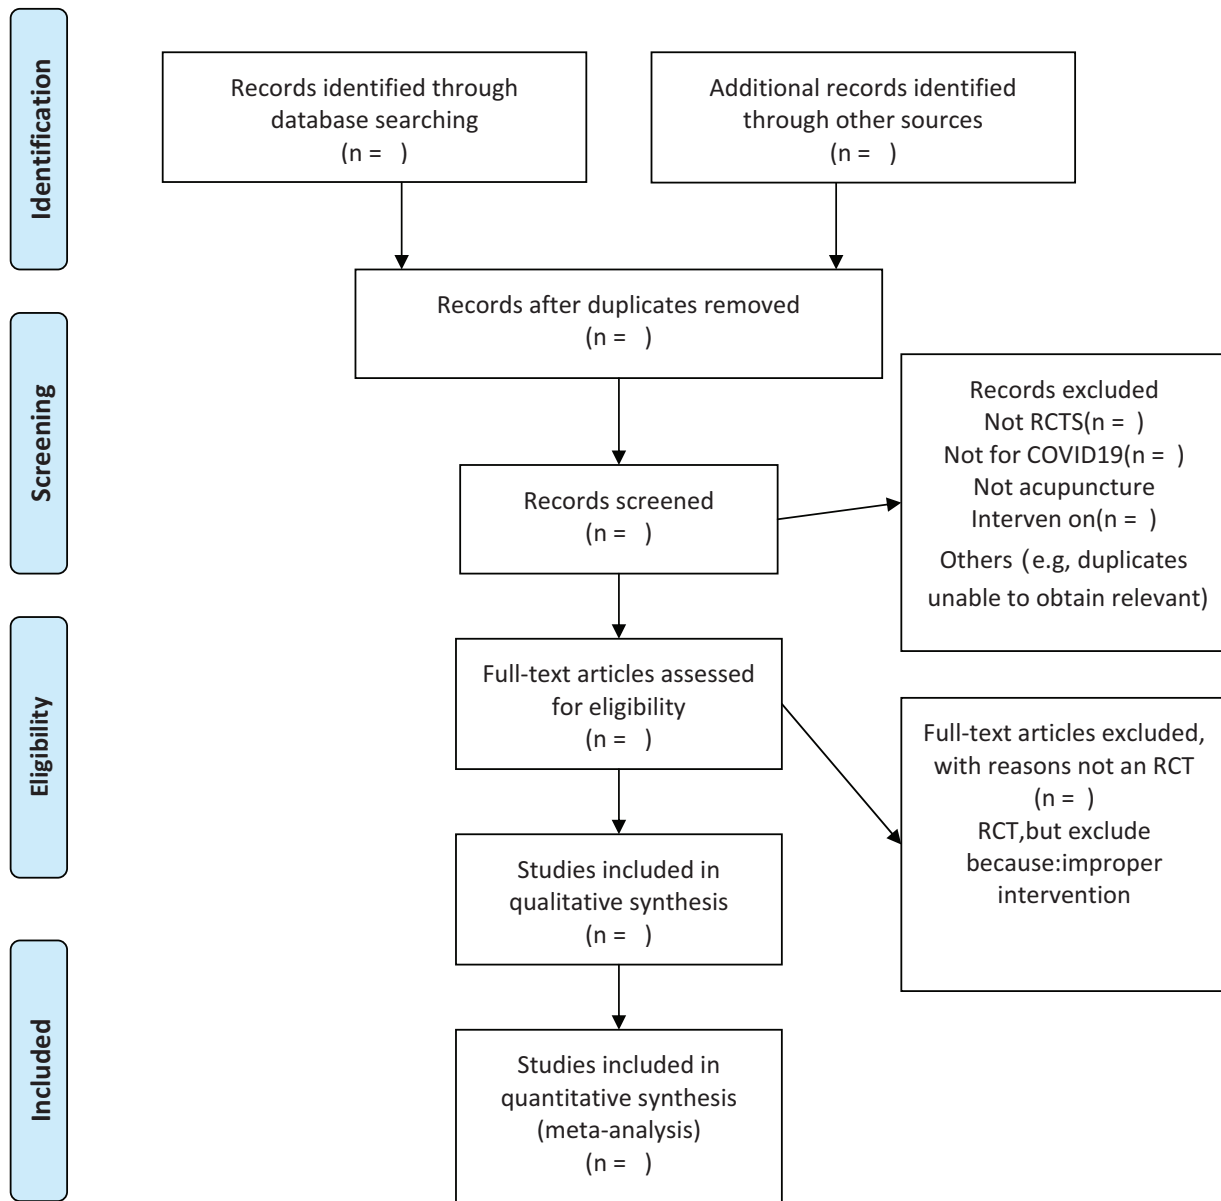 Identification
Records identified through
database searching
(n =   )
Additional records identified
through other sources
(n =   )
Records after duplicates removed
(n =   )
Screening
Records screened
(n =   )
Records excluded
Not RCTS(n =  )
Not for COVID19(n =  )
Not acupuncture
Interven on(n =  )
Others (e.g, duplicates
unable to obtain relevant)
Eligibility
Full-text articles assessed
for eligibility
(n =   )
Full-text articles excluded,
with reasons not an RCT
(n =  )
RCT,but exclude
because:improper
intervention
Studies included in
qualitative synthesis
(n =   )
Included
Studies included in
quantitative synthesis
(meta-analysis)
(n =   )